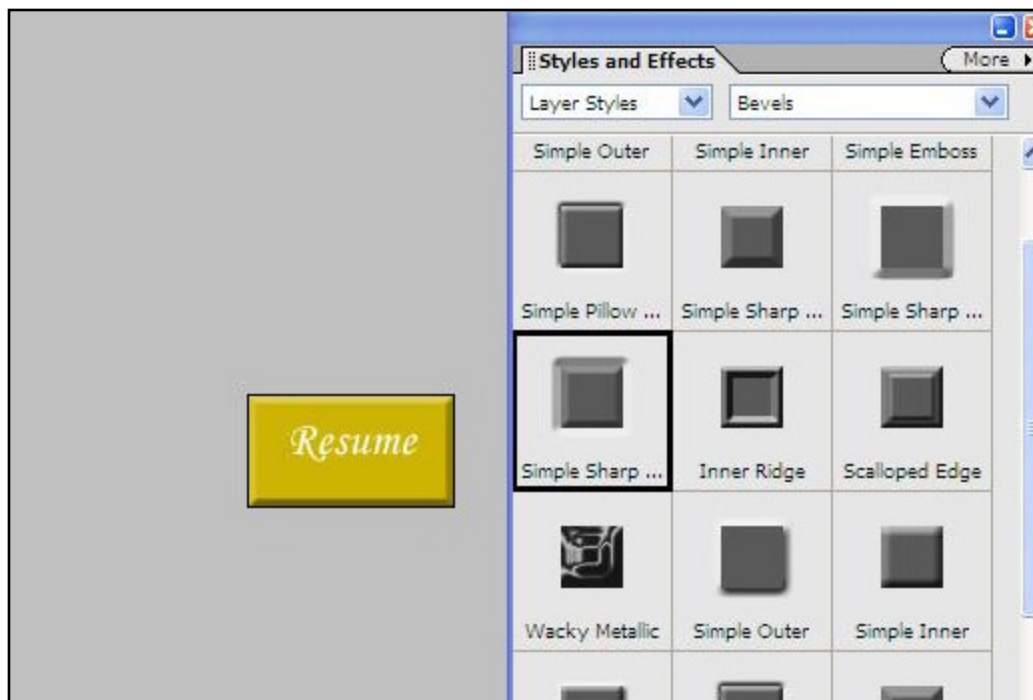 Styles and Effects
More
Layer Styles
Bevels
Simple Outer
Simple Inner
Simple Emboss
Simple Pillow ...
Simple Sharp ...
Simple Sharp ...
Resume
Simple Sharp ...
Inner Ridge
Scalloped Edge
Wacky Metallic
Simple Outer
Simple Inner